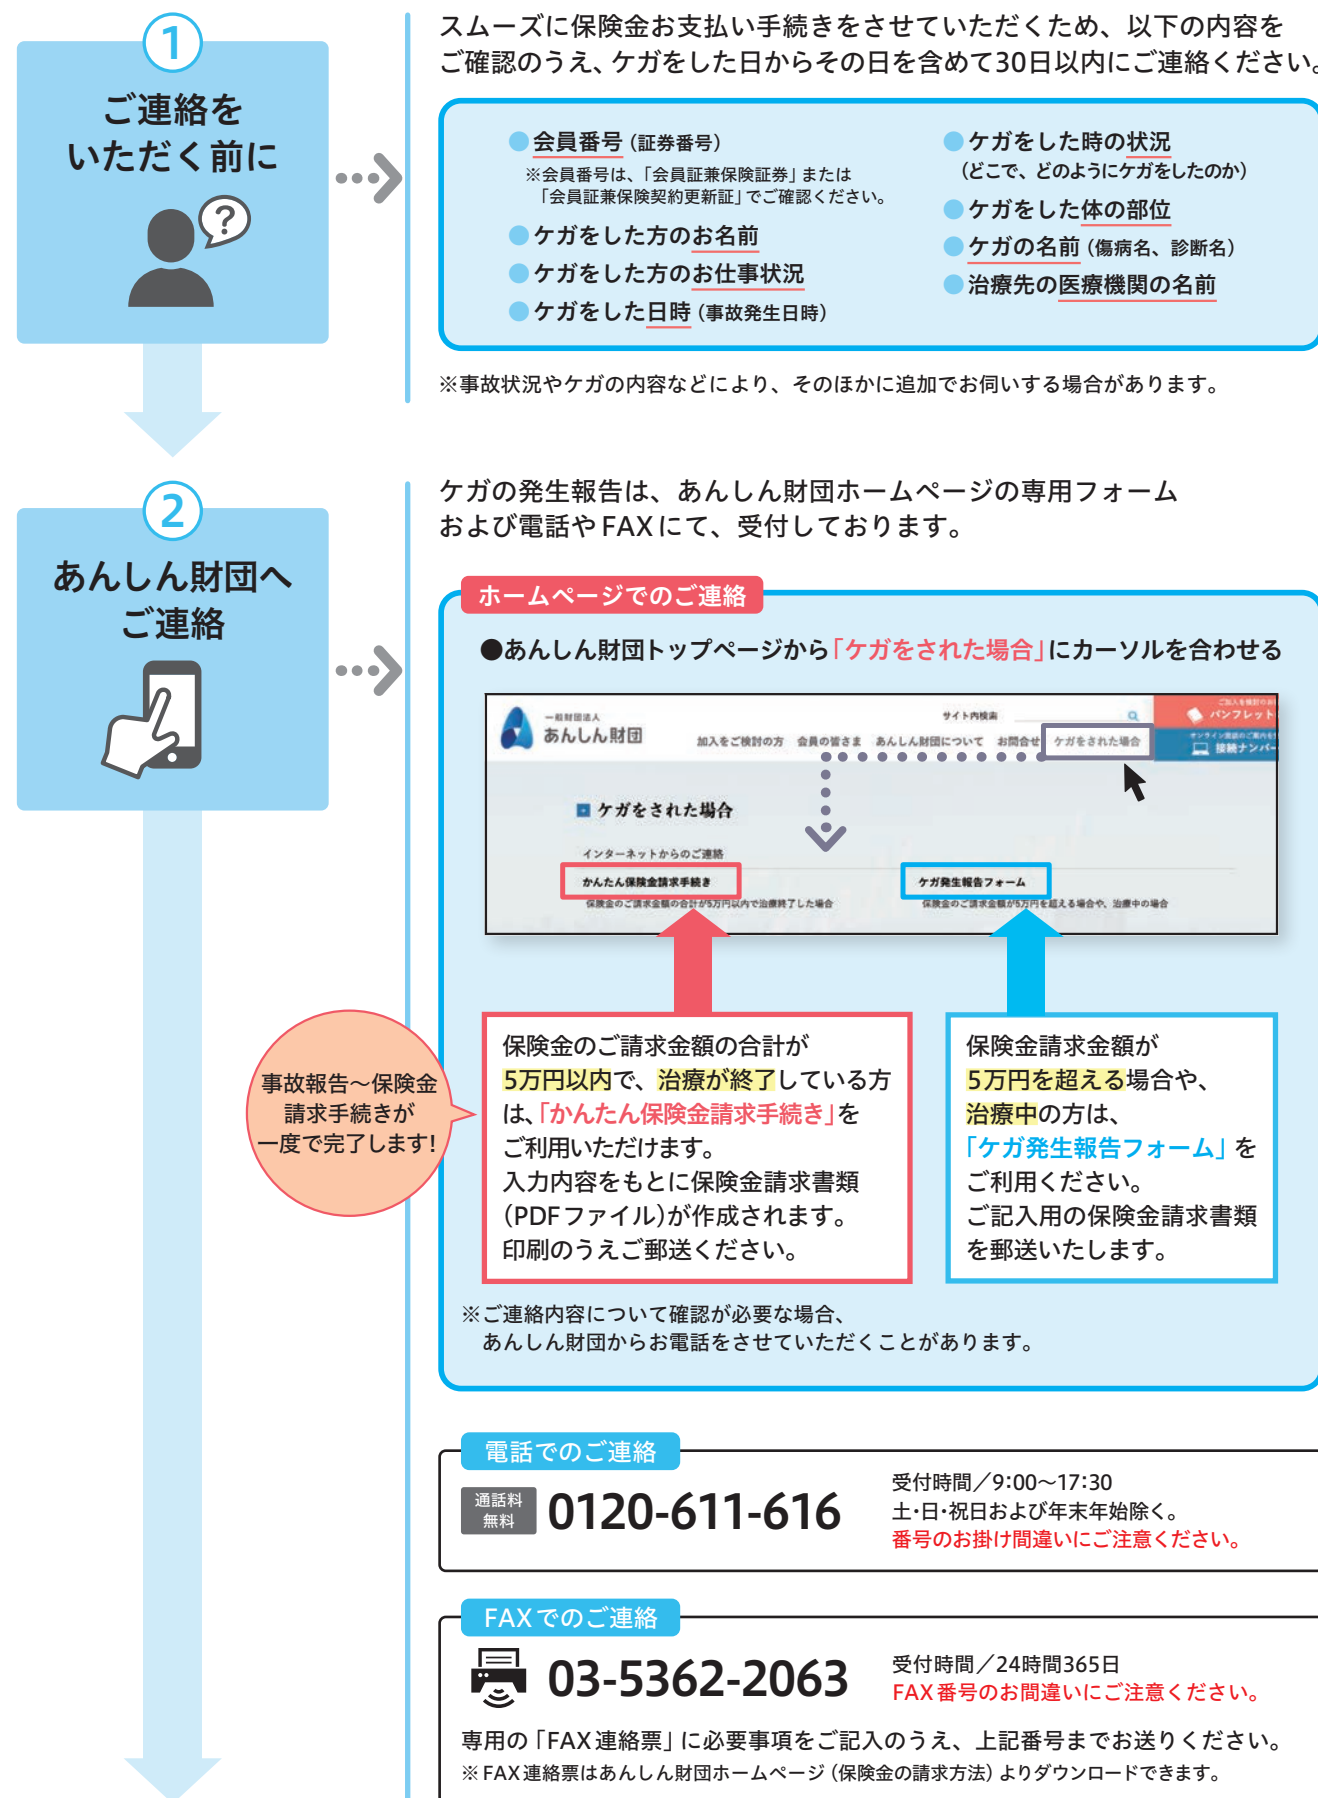 1
ご連絡を
いただく前に
?
スムーズに保険金お支払い手続きをさせていただくため、以下の内容を
ご確認のうえ、ケガをした日からその日を含めて30日以内にご連絡ください。
●会員番号（証券番号）
※会員番号は、「会員証兼保険証券」または
「会員証兼保険契約更新証」でご確認ください。
●ケガをした方のお名前
●ケガをした方のお仕事状況
●ケガをした日時（事故発生日時）
●ケガをした時の状況
（どこで、どのようにケガをしたのか）
●ケガをした体の部位
●ケガの名前（傷病名、診断名）
●治療先の医療機関の名前
※事故状況やケガの内容などにより、そのほかに追加でお伺いする場合があります。
2
あんしん財団へ
ご連絡
ケガの発生報告は、あんしん財団ホームページの専用フォーム
および電話やFAXにて、受付しております。
ホームページでのご連絡
●あんしん財団トップページから「ケガをされた場合」にカーソルを合わせる
一般財団法人
あんしん財団
サイト内検索
加入をご検討の方 会員の皆さま あんしん財団について お問合せ ケガをされた場合
パンフレット
接続ナンバー
ケガをされた場合
インターネットからのご連絡
かんたん保険金請求手続き
保険金のご請求金額の合計が5万円以内で治療終了した場合
ケガ発生報告フォーム
保険金のご請求金額が5万円を超える場合や、治療中の場合
事故報告～保険金
請求手続きが
一度で完了します!
保険金のご請求金額の合計が
5万円以内で、治療が終了している方
は、「かんたん保険金請求手続き」を
ご利用いただけます。
入力内容をもとに保険金請求書類
（PDFファイル）が作成されます。
印刷のうえご郵送ください。
保険金請求金額が
5万円を超える場合や、
治療中の方は、
「ケガ発生報告フォーム」を
ご利用ください。
ご記入用の保険金請求書類
を郵送いたします。
※ご連絡内容について確認が必要な場合、
あんしん財団からお電話をさせていただくことがあります。
電話でのご連絡
通話料
無料
0120-611-616
受付時間／9:00～17:30
土・日・祝日および年末年始除く。
番号のお掛け間違いにご注意ください。
FAXでのご連絡
03-5362-2063
受付時間／24時間365日
FAX番号のお間違いにご注意ください。
専用の「FAX連絡票」に必要事項をご記入のうえ、上記番号までお送りください。
※FAX連絡票はあんしん財団ホームページ（保険金の請求方法）よりダウンロードできます。